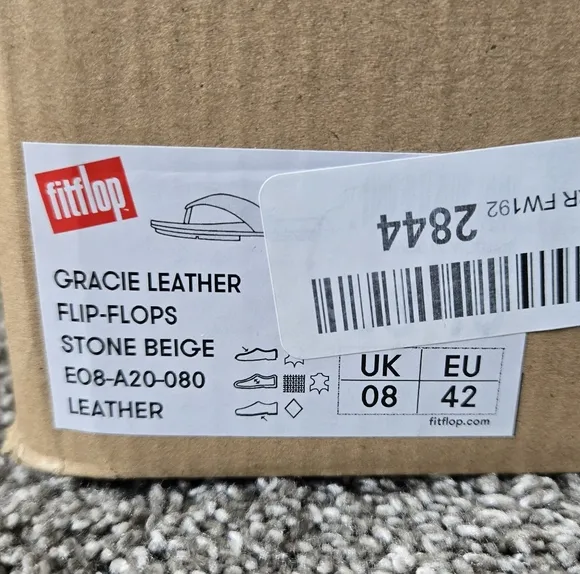 fitflop
GRACIE LEATHER
FLIP-FLOPS
STONE BEIGE
E08-A20-080
LEATHER
UK EU
08 42
fitflop.com
R FW192 2844